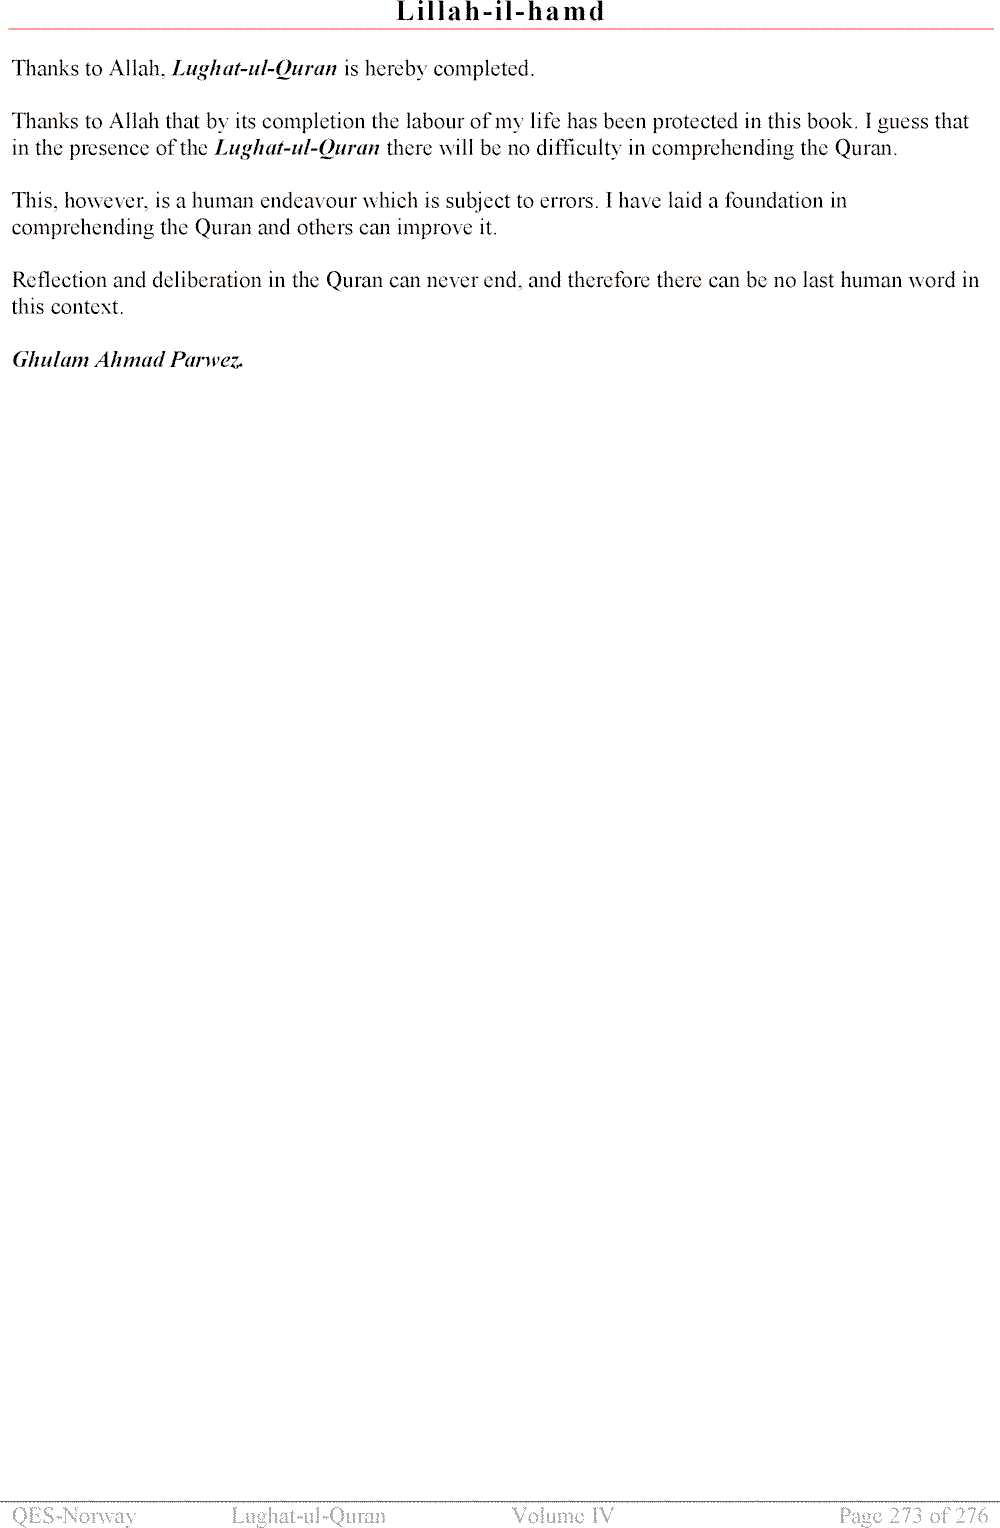 Lillah-il-hamd
Thanks to Allah, Lughat-ul-Quran is hereby completed.
Thanks to Allah that by its completion the labour of my life has been protected in this book. I guess that
in the presence of the Lughat-ul-Quran there will be no difficulty in comprehending the Quran.
This, however, is a human endeavour which is subject to errors. I have laid a foundation in
comprehending the Quran and others can improve it.
Reflection and deliberation in the Quran can never end, and therefore there can be no last human word in
this context.
Ghulam Ahmad Parwez.
QES-Norway Lughat-ul-Quran Volume IV Page 273 of 276